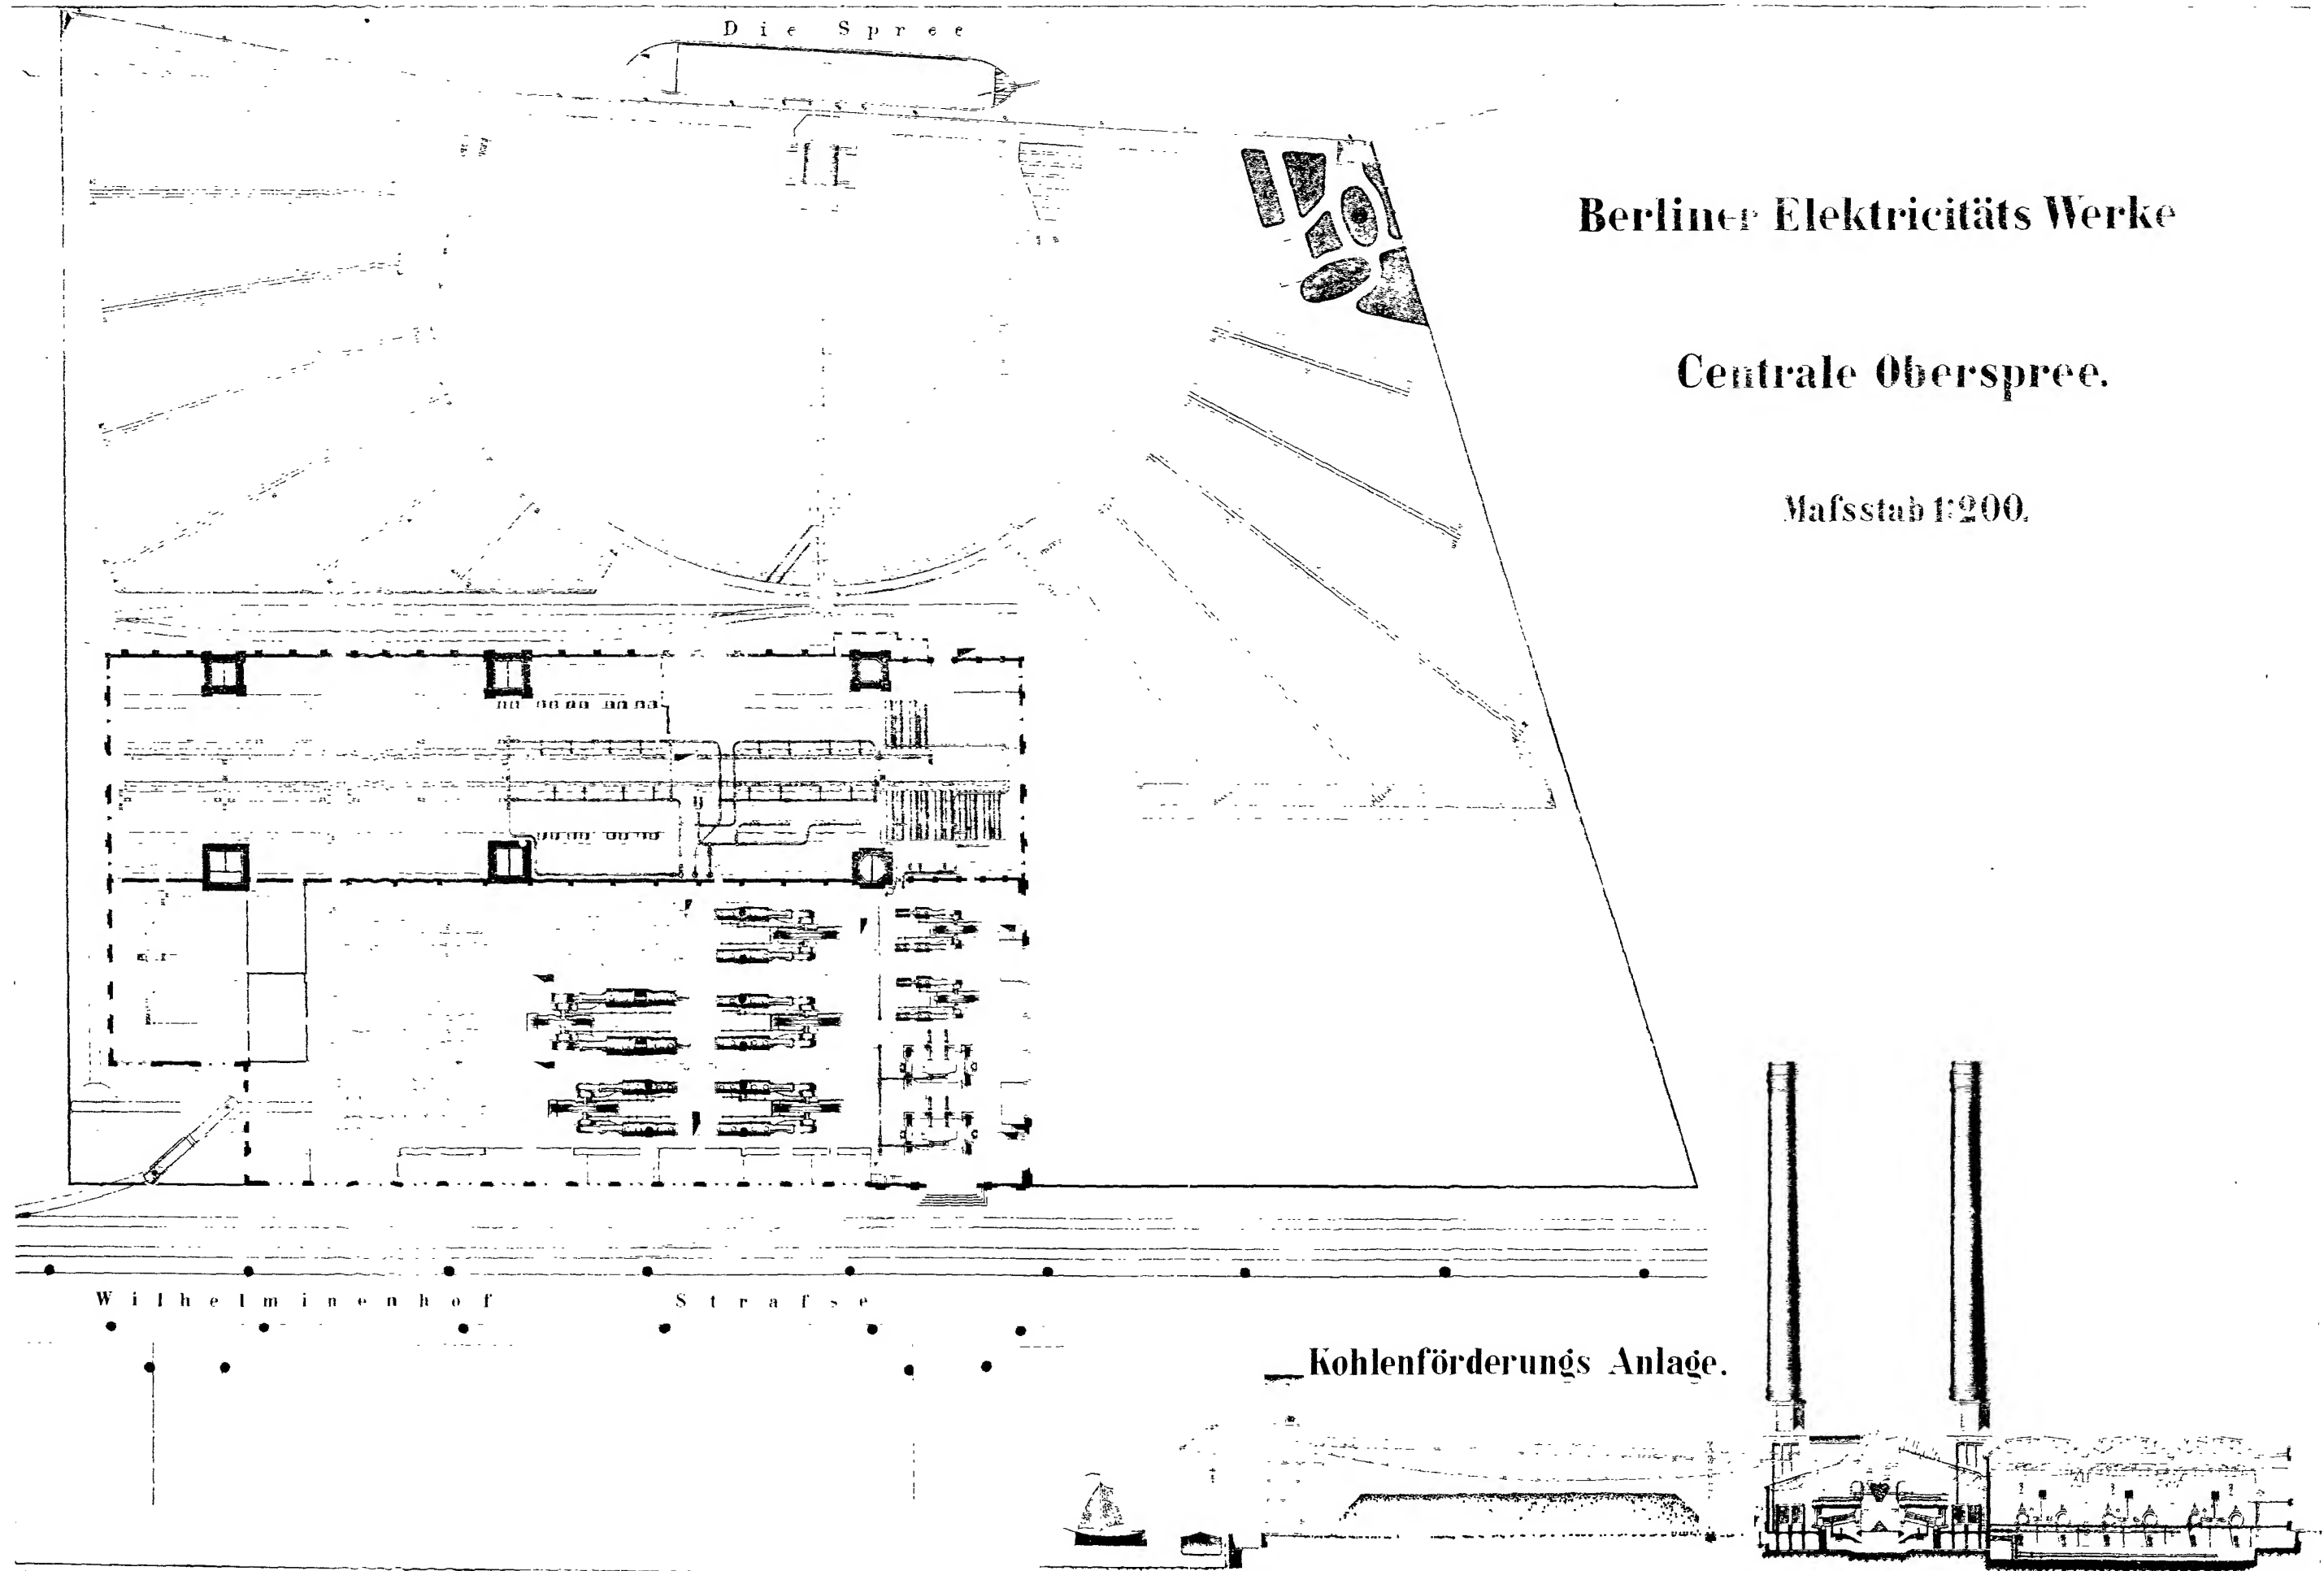 Die Spree
Berliner Elektricitäts Werke
Centrale Oberspree.
Mafsstab 1:200.
Wilhelminenhof Strafse
Kohlenförderungs Anlage.